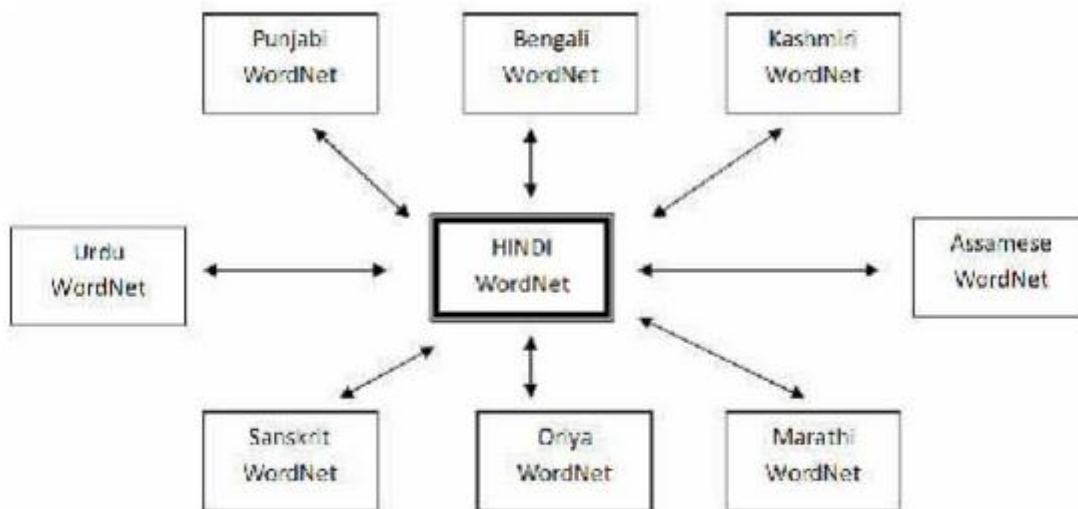 Punjabi
WordNet
Bengali
WordNet
Kashmiri
WordNet
Urdu
WordNet
HINDI
WordNet
Assamese
WordNet
Sanskrit
WordNet
Oriya
WordNet
Marathi
WordNet